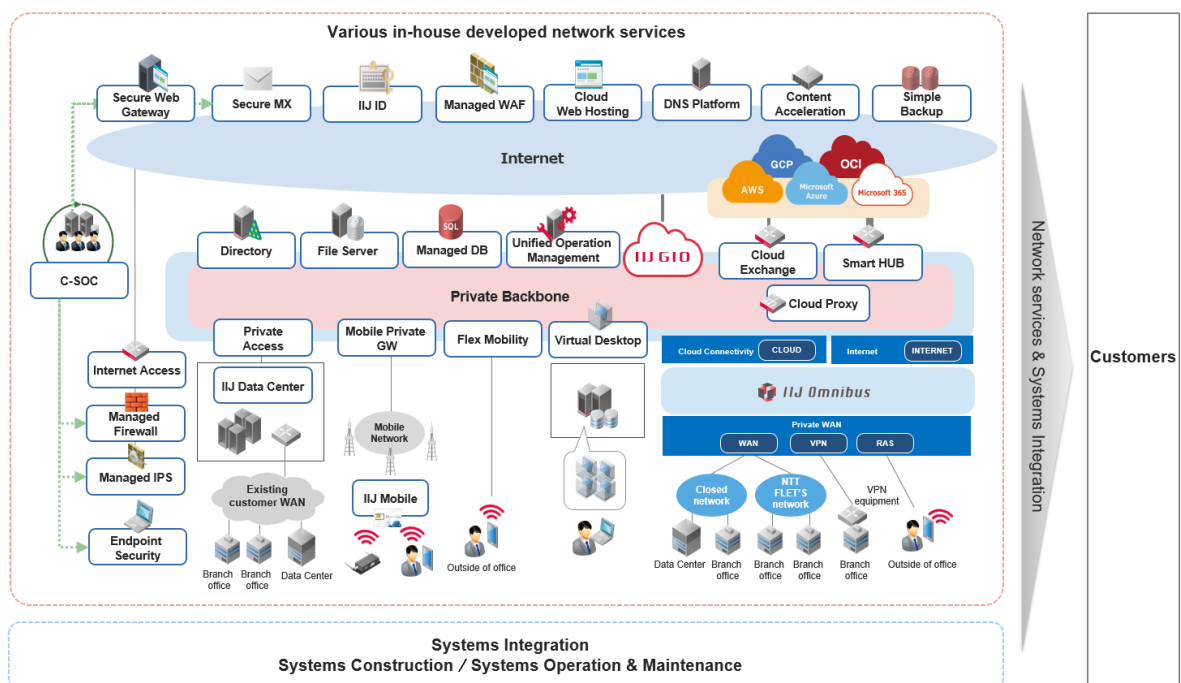 Various in-house developed network services
Secure Web
Gateway
Secure MX
IIJ ID
Managed WAF
Cloud
Web Hosting
DNS Platform
Content
Acceleration
Simple
Backup
Internet
GCP
OCI
AWS
Microsoft
Azure
Microsoft 365
C-SOC
Directory
File Server
SQL
Managed DB
Unified Operation
Management
IIJ GIO
Cloud
Exchange
Smart HUB
Private Backbone
Cloud Proxy
Private
Access
Mobile Private
GW
Flex Mobility
Virtual Desktop
Cloud Connectivity
CLOUD
Internet
INTERNET
Internet Access
IIJ Data Center
IIJ Omnibus
Managed
Firewall
Mobile
Network
Private WAN
WAN
VPN
RAS
Managed IPS
Existing
customer WAN
IIJ Mobile
Closed
network
NTT
FLET'S
network
VPN
equipment
Endpoint
Security
Branch
office
Branch
office
Data Center
Outside of office
Data Center
Branch
office
Branch
office
Branch
office
Branch
office
Outside of office
Network services & Systems Integration
Customers
Systems Integration
Systems Construction / Systems Operation & Maintenance